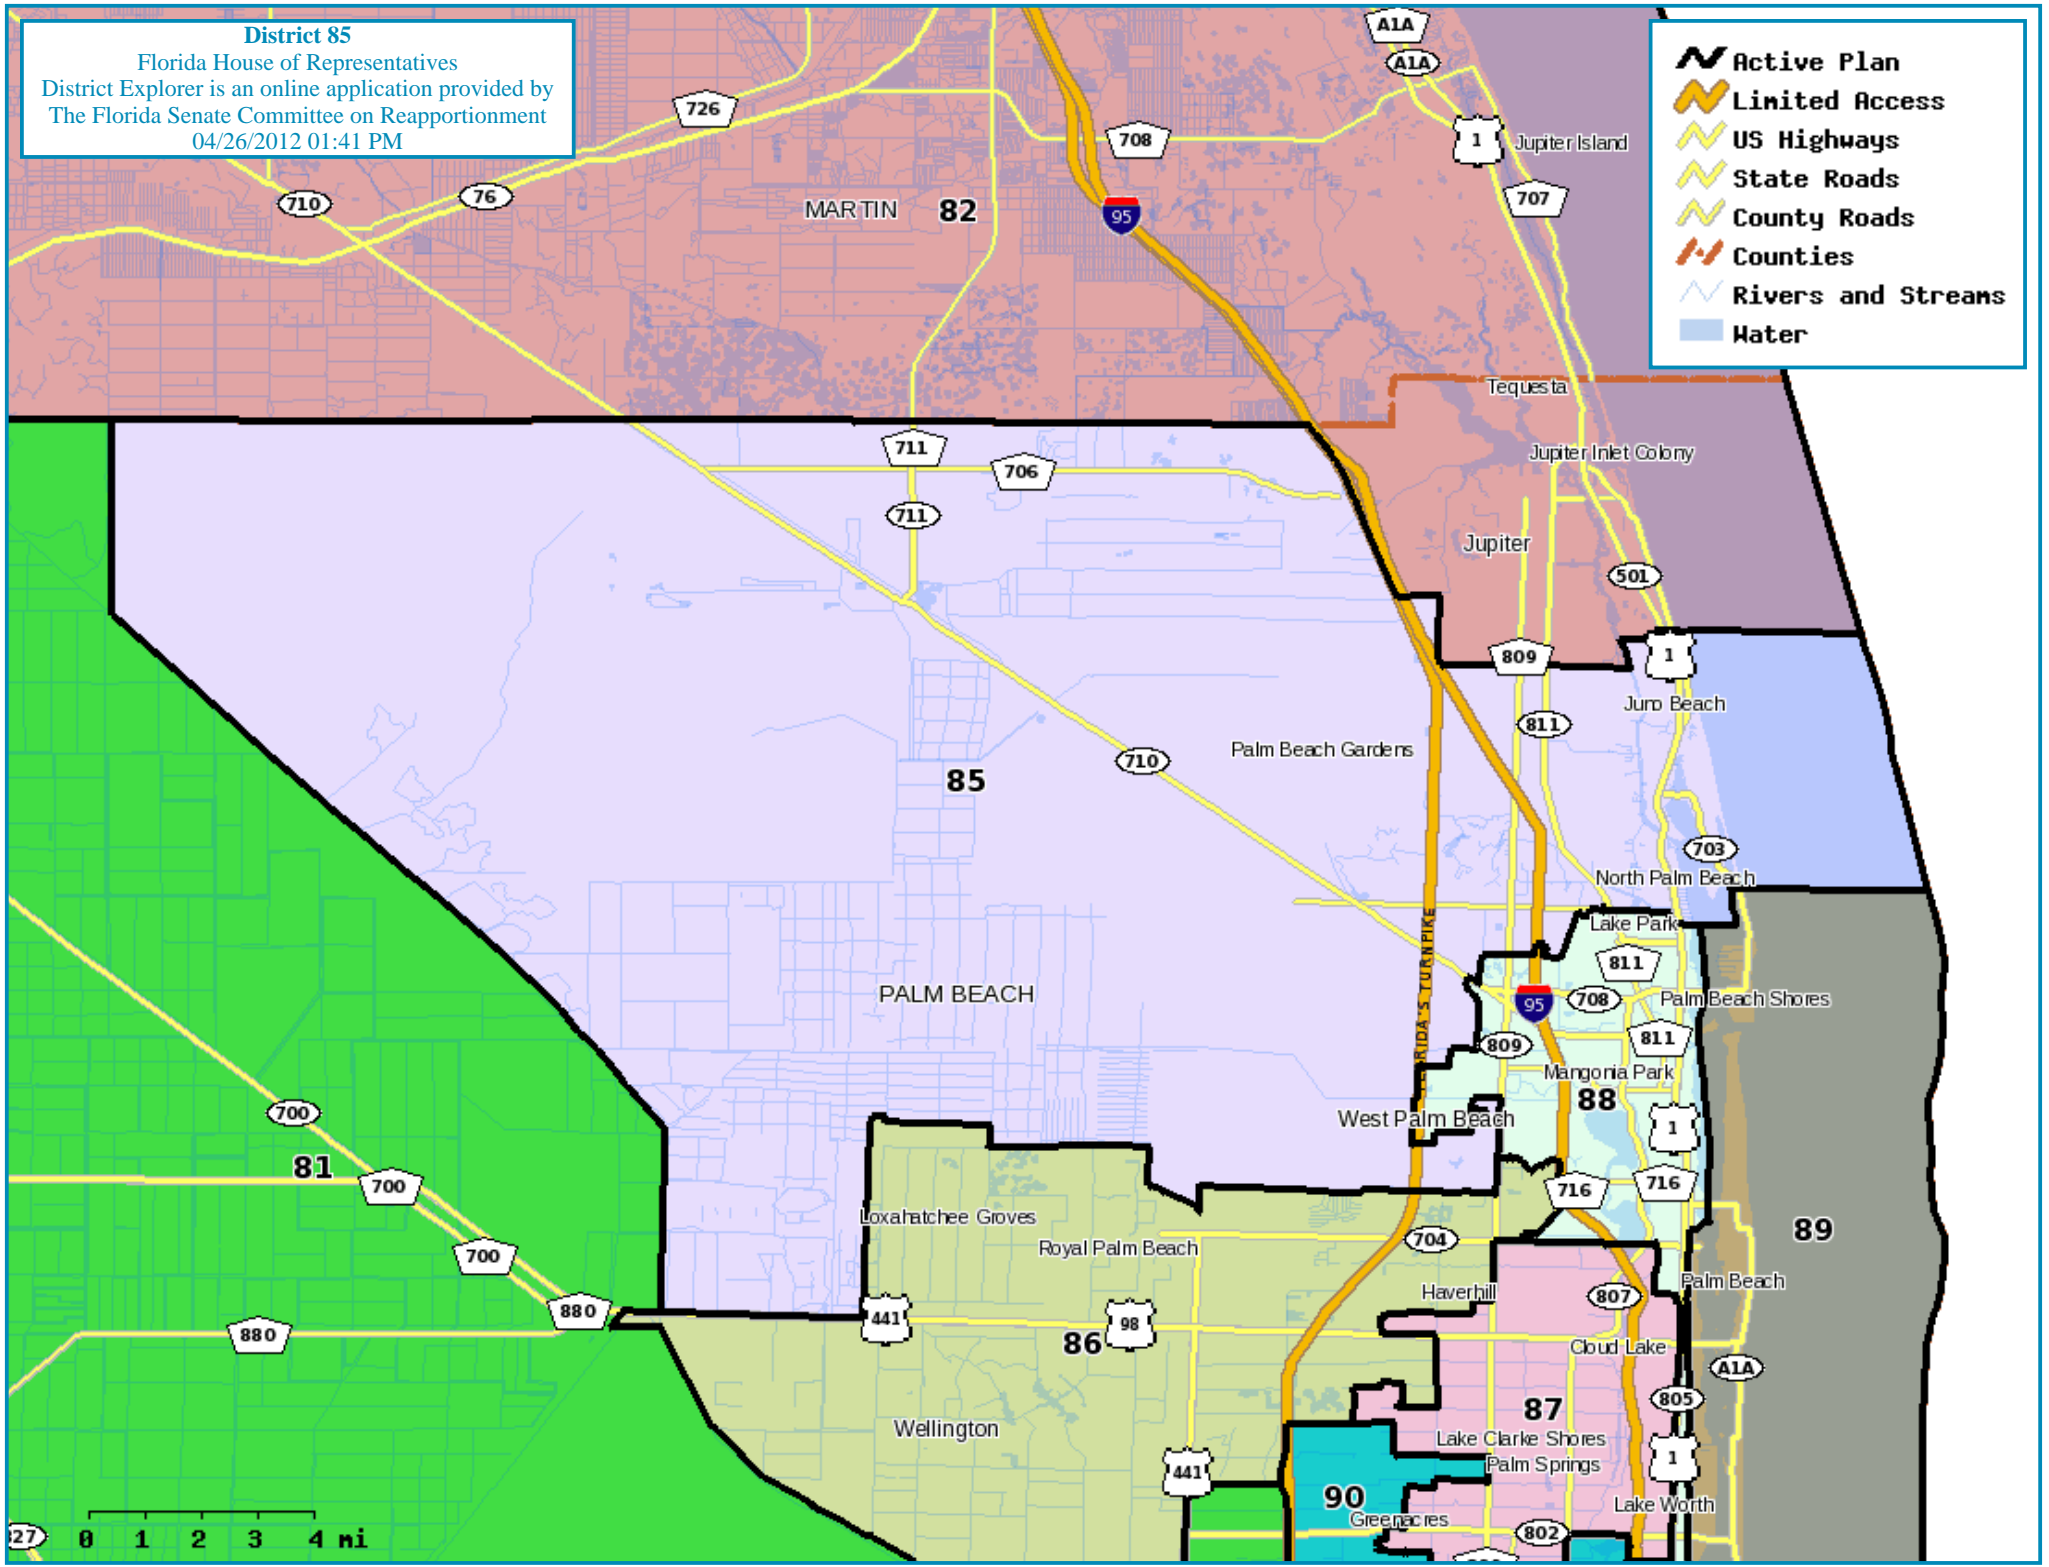 District 85
Florida House of Representatives
District Explorer is an online application provided by
The Florida Senate Committee on Reapportionment
04/26/2012 01:41 PM
Active Plan
Limited Access
US Highways
State Roads
County Roads
Counties
Rivers and Streams
Water
A1A
A1A
726
708
1
Jupiter Island
710
76
MARTIN
82
95
707
Tequesta
711
706
Jupiter Inlet Colony
711
Jupiter
501
809
1
Juno Beach
811
Palm Beach Gardens
710
85
703
North Palm Beach
Lake Park
811
PALM BEACH
95
708
Palm Beach Shores
809
811
Mangonia Park
88
700
West Palm Beach
1
81
700
716
716
Loxahatchee Groves
Royal Palm Beach
704
89
700
Haverhill
807
Palm Beach
880
441
98
86
880
Cloud Lake
A1A
805
87
Wellington
Lake Clarke Shores
1
Palm Springs
441
90
Lake Worth
Greenacres
802
0 1 2 3 4 mi